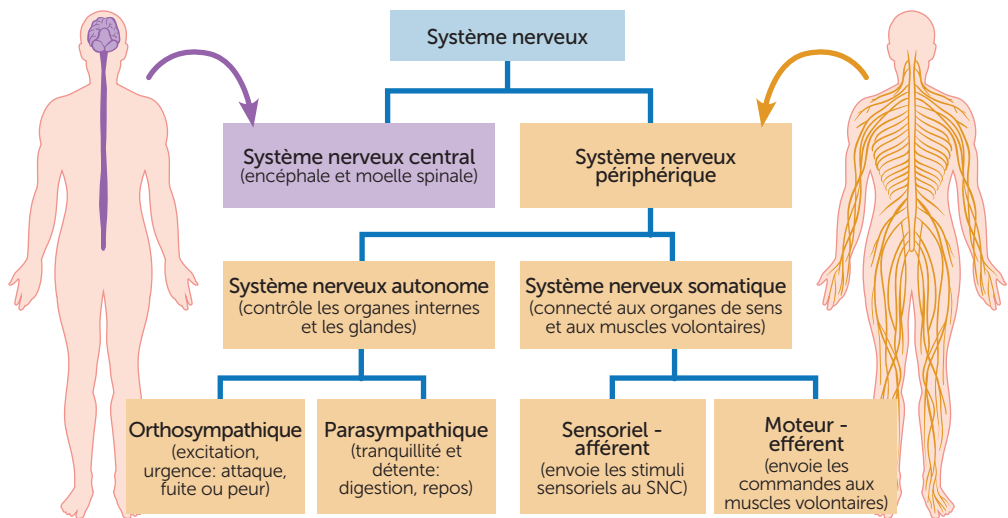 Système nerveux
Système nerveux central
(encéphale et moelle spinale)
Système nerveux
périphérique
Système nerveux autonome
(contrôle les organes internes
et les glandes)
Système nerveux somatique
(connecté aux organes de sens
et aux muscles volontaires)
Orthosympathique
(excitation,
urgence: attaque,
fuite ou peur)
Parasympathique
(tranquillité et
détente:
digestion, repos)
Sensoriel -
afférent
(envoie les stimuli
sensoriels au SNC)
Moteur -
efférent
(envoie les
commandes aux
muscles volontaires)